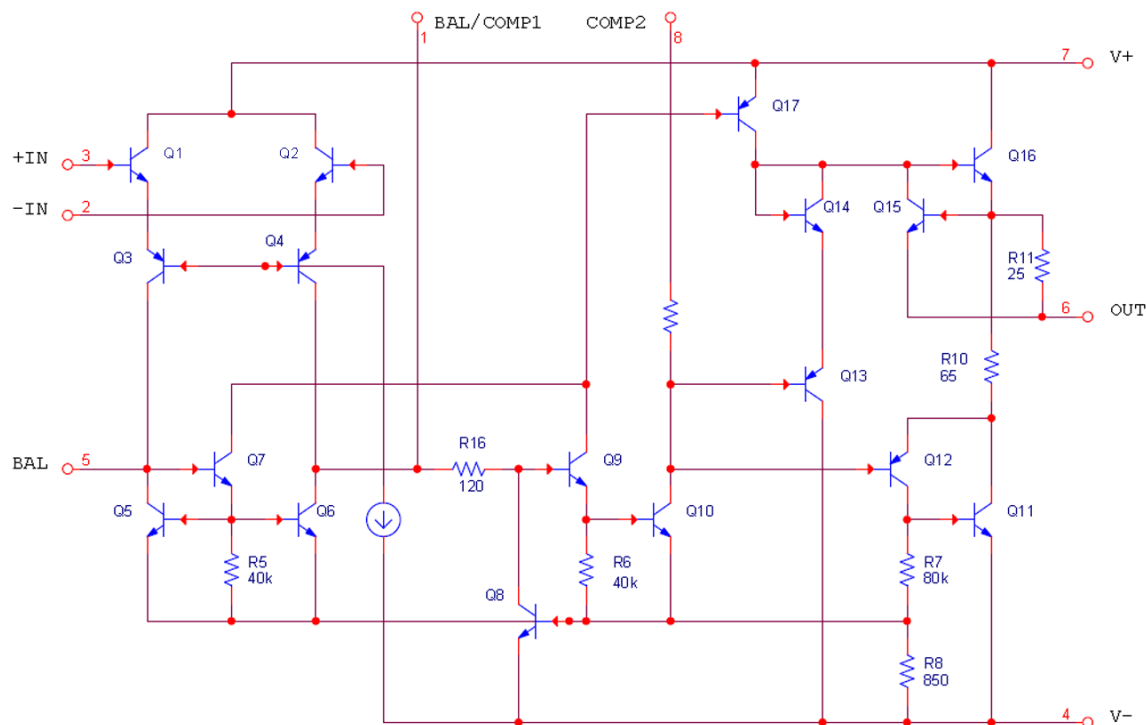 BAL/COMP1
COMP2
1
8
7
V+
Q17
+IN
3
Q1
Q2
Q16
-IN
2
Q14
Q15
Q3
Q4
R11
25
6
OUT
R10
65
Q13
BAL
5
Q7
R16
120
Q9
Q12
Q5
Q6
Q10
Q11
R5
40k
R6
40k
R7
80k
Q8
R8
850
4
V-